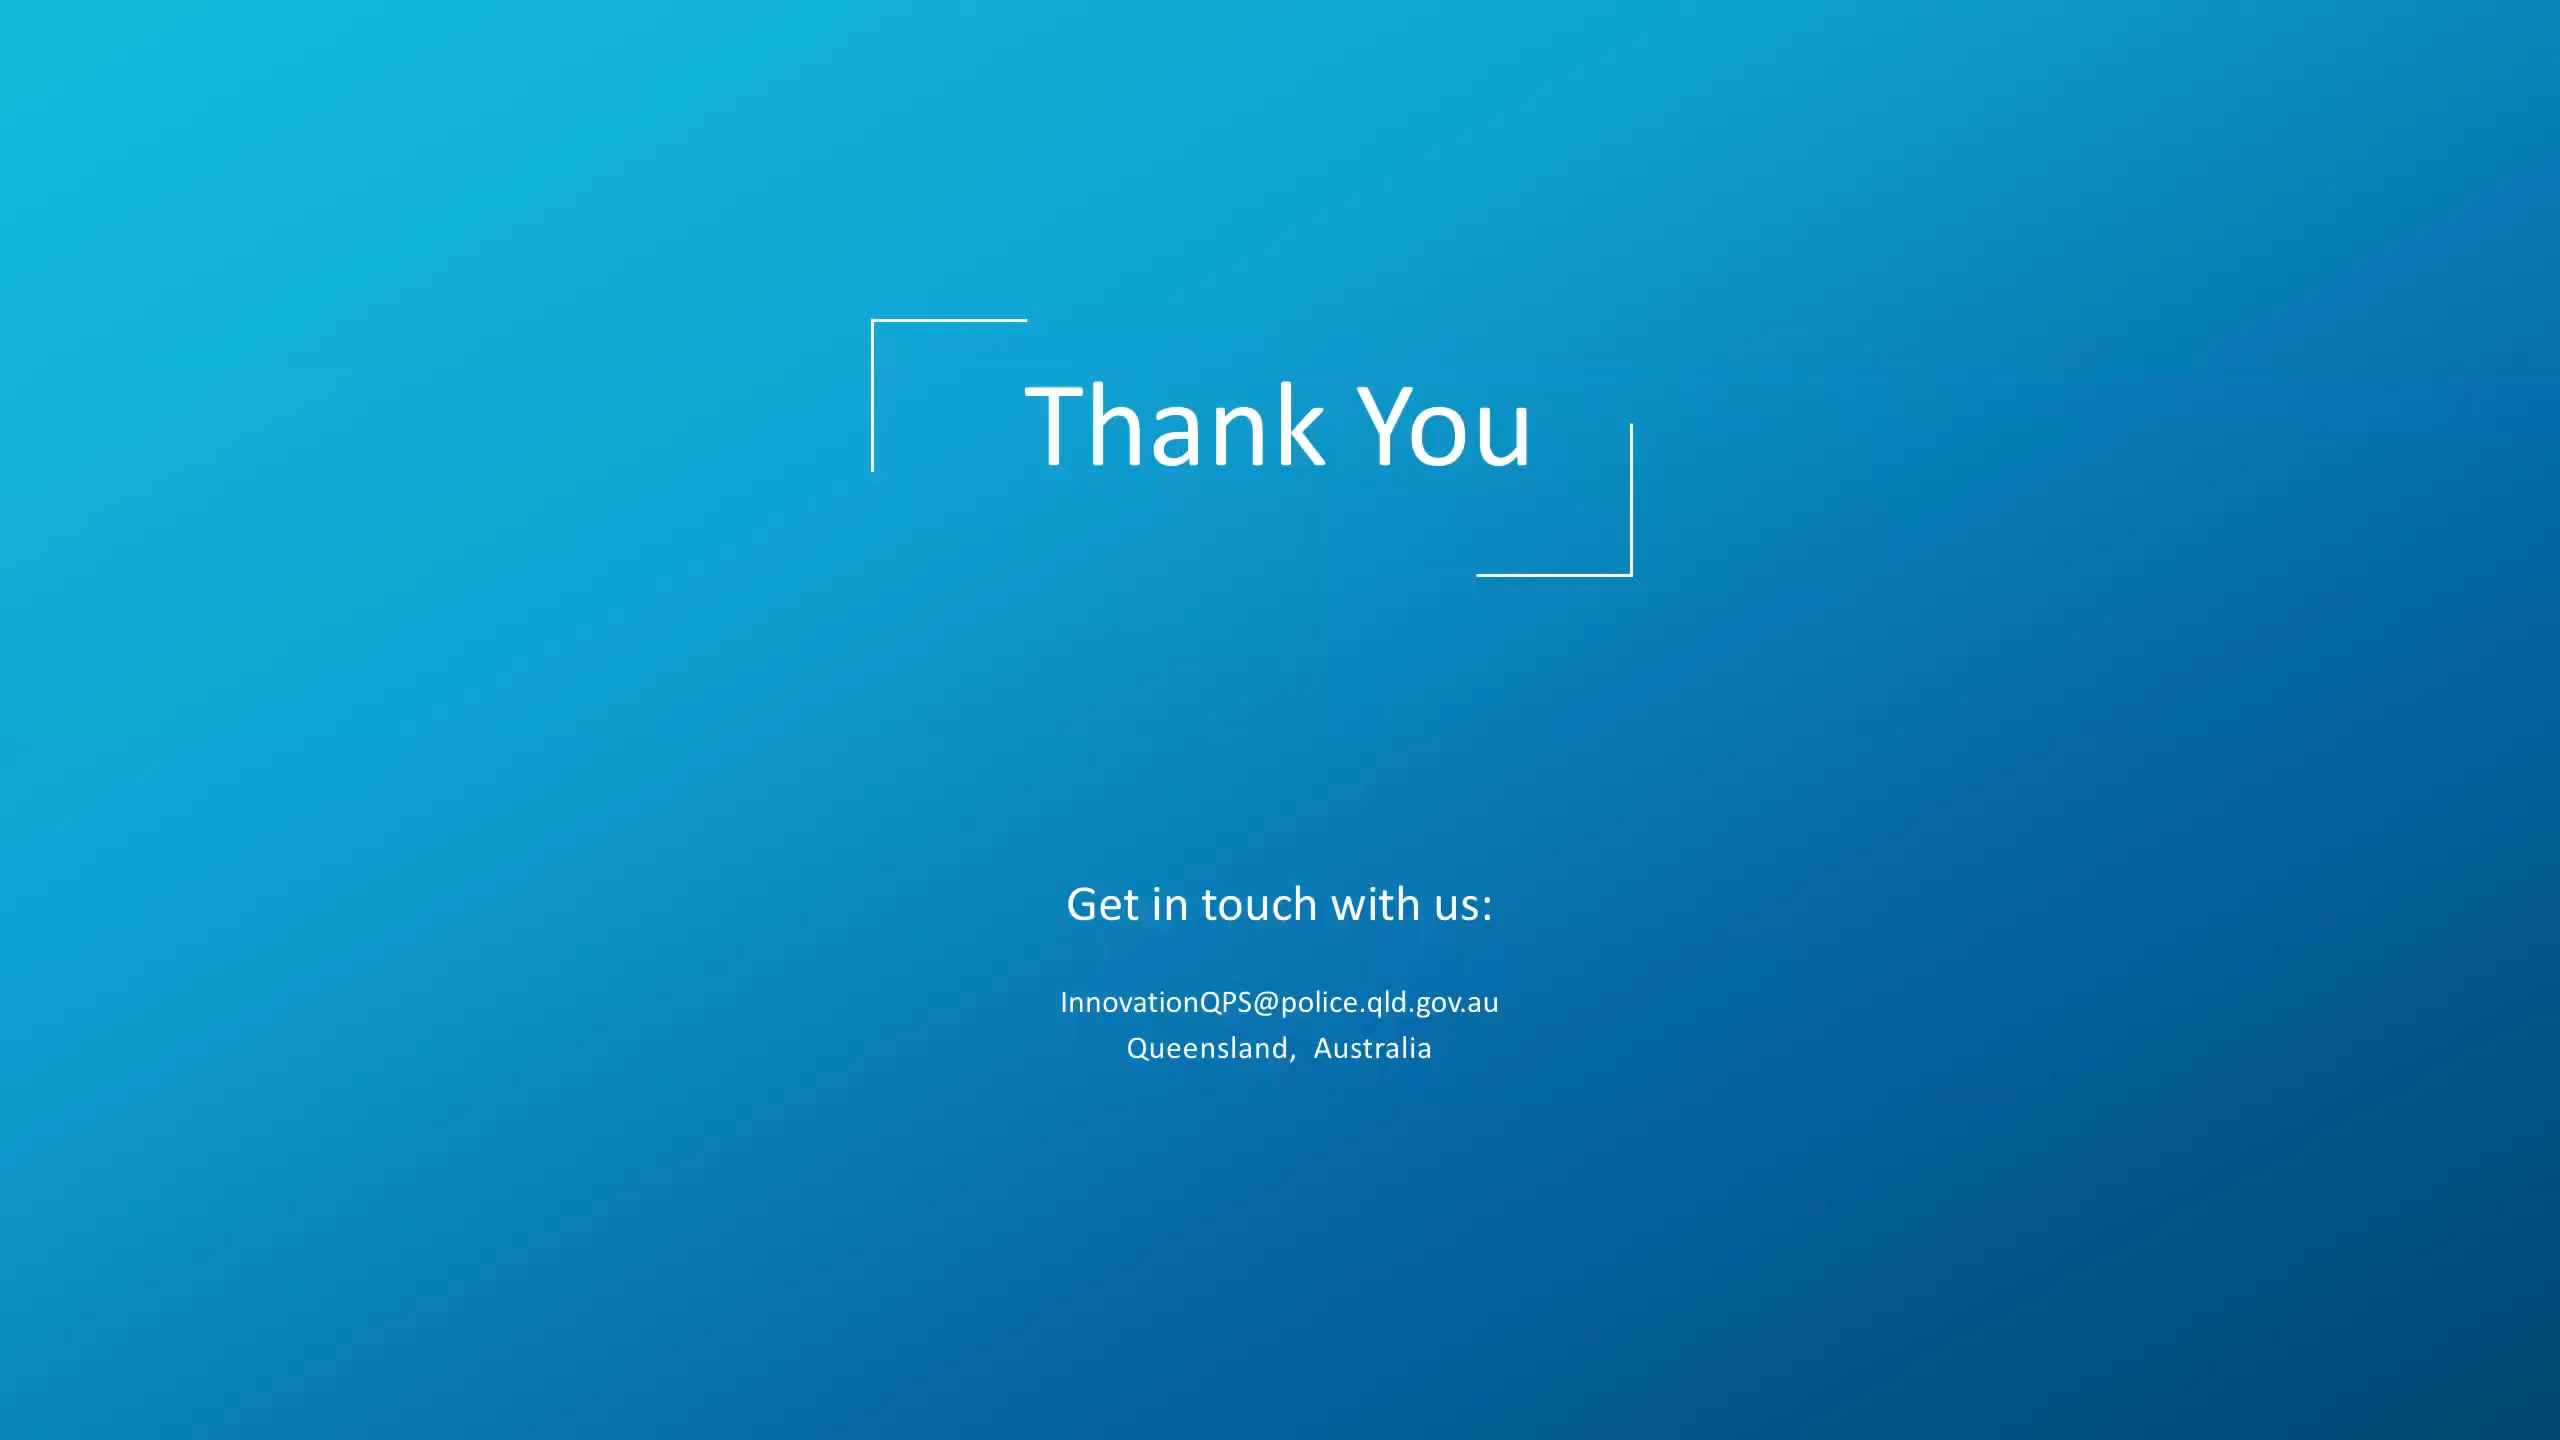 Thank You
Get in touch with us:
InnovationQPS@police.qld.gov.au
Queensland, Australia